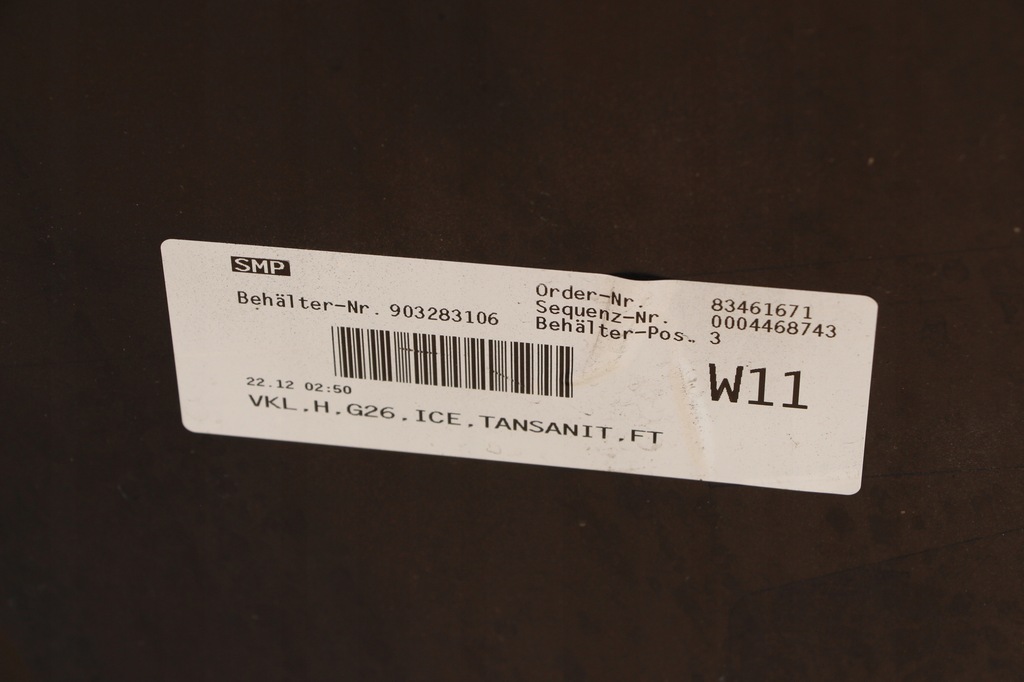 SMP
Behälter-Nr. 903283106
Order-Nr. 83461671
Sequenz-Nr. 0004468743
Behälter-Pos. 3
W11
22.12 02:50
VKL.H.G26.ICE.TANSANIT.FT